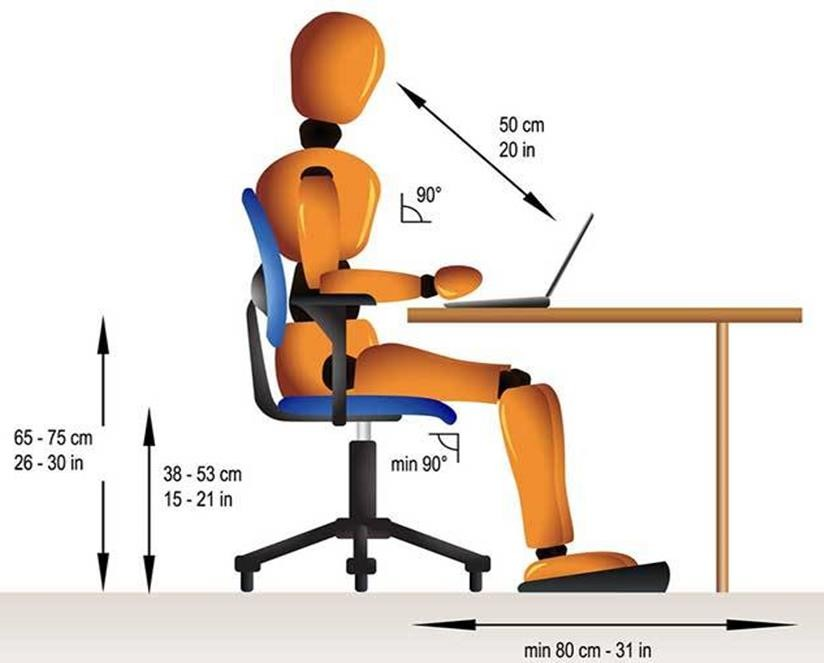 50 cm
20 in
90°
65 - 75 cm
26 - 30 in
38 - 53 cm
15 - 21 in
min 90°
min 80 cm - 31 in